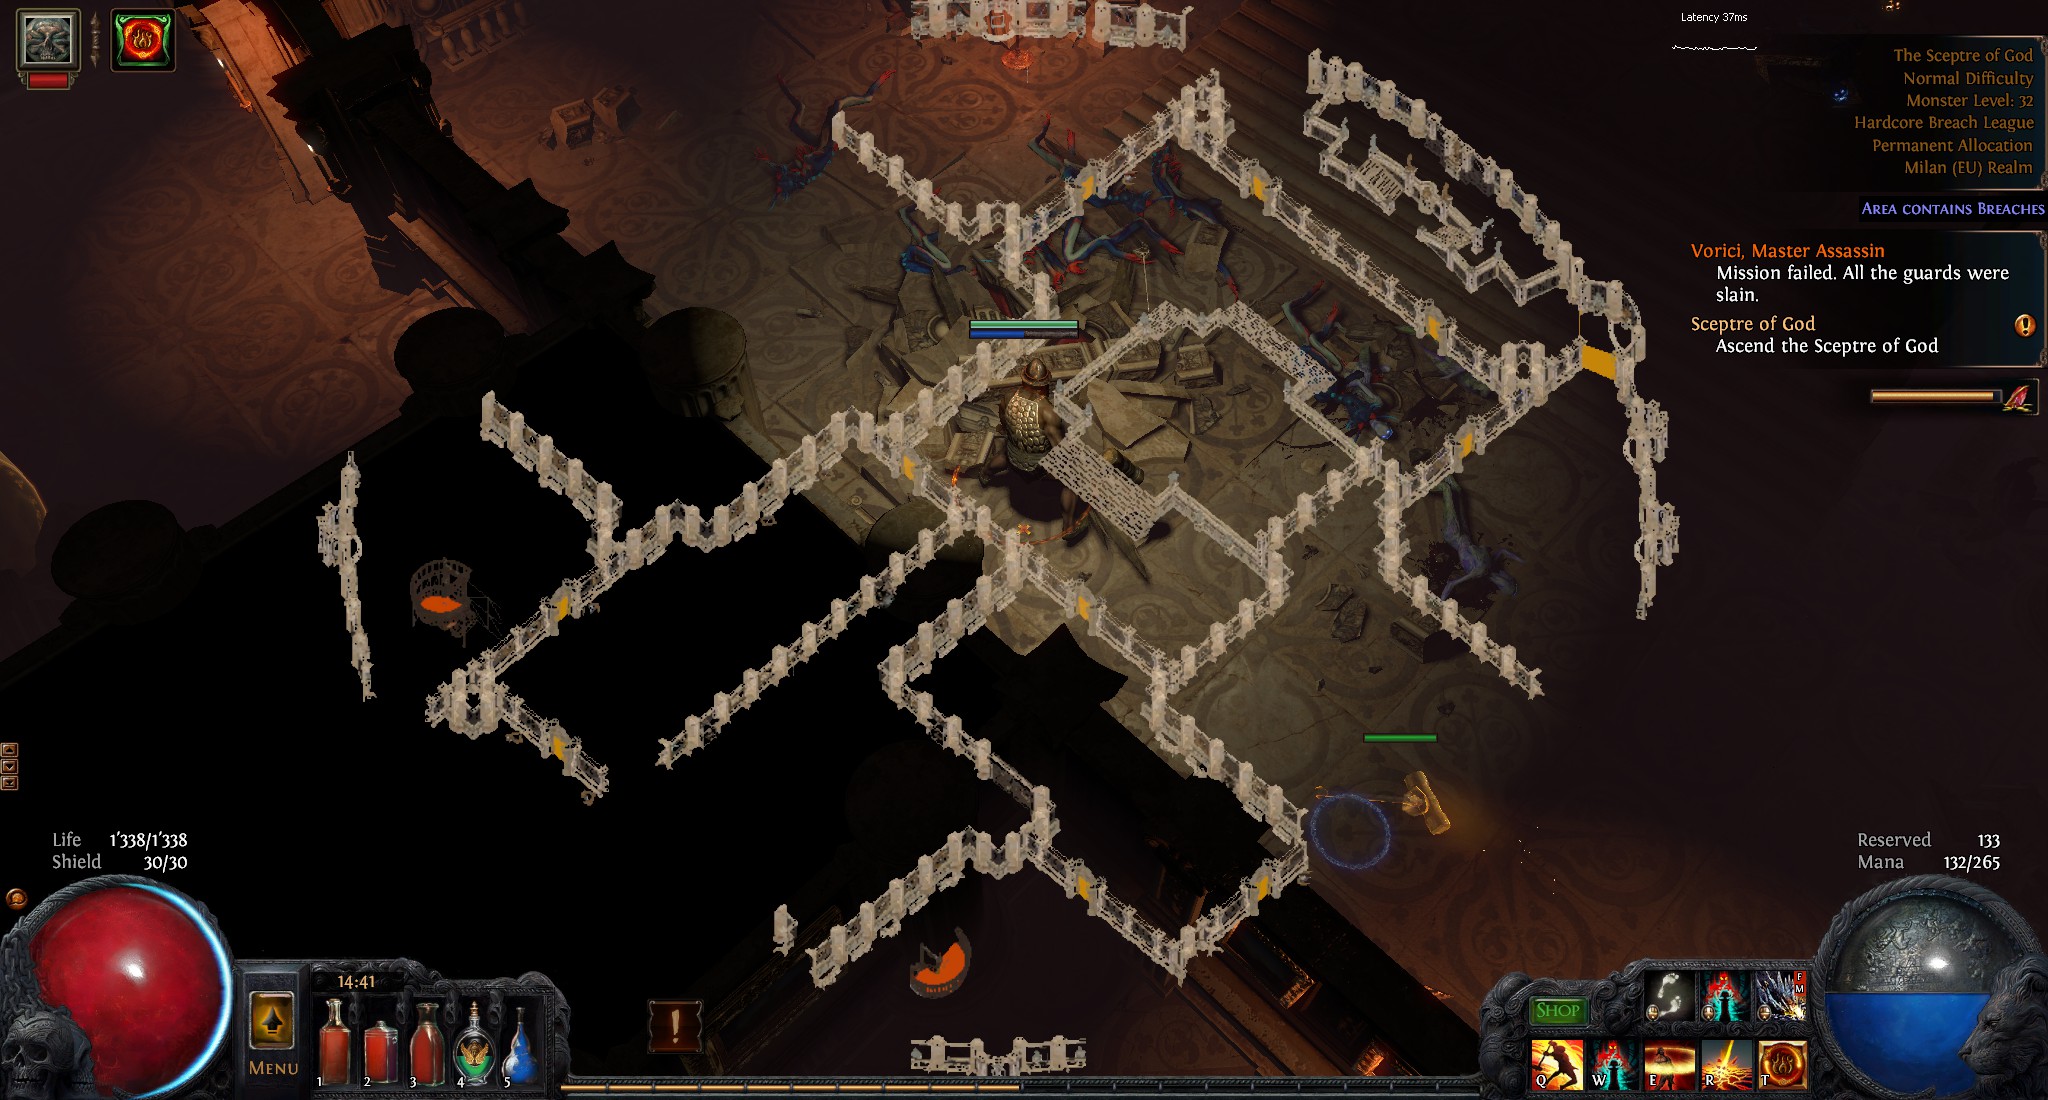 Latency 37ms
The Sceptre of God
Normal Difficulty
Monster Level: 32
Hardcore Breach League
Permanent Allocation
Milan (EU) Realm
Area contains Breaches
Vorici, Master Assassin
Mission failed. All the guards were
slain.
Sceptre of God
Ascend the Sceptre of God
Life 1'338/1'338
Shield 30/30
Reserved 133
Mana 132/265
14:41
Menu
1 2 3 4 5
Shop
F
M
Q W E R T